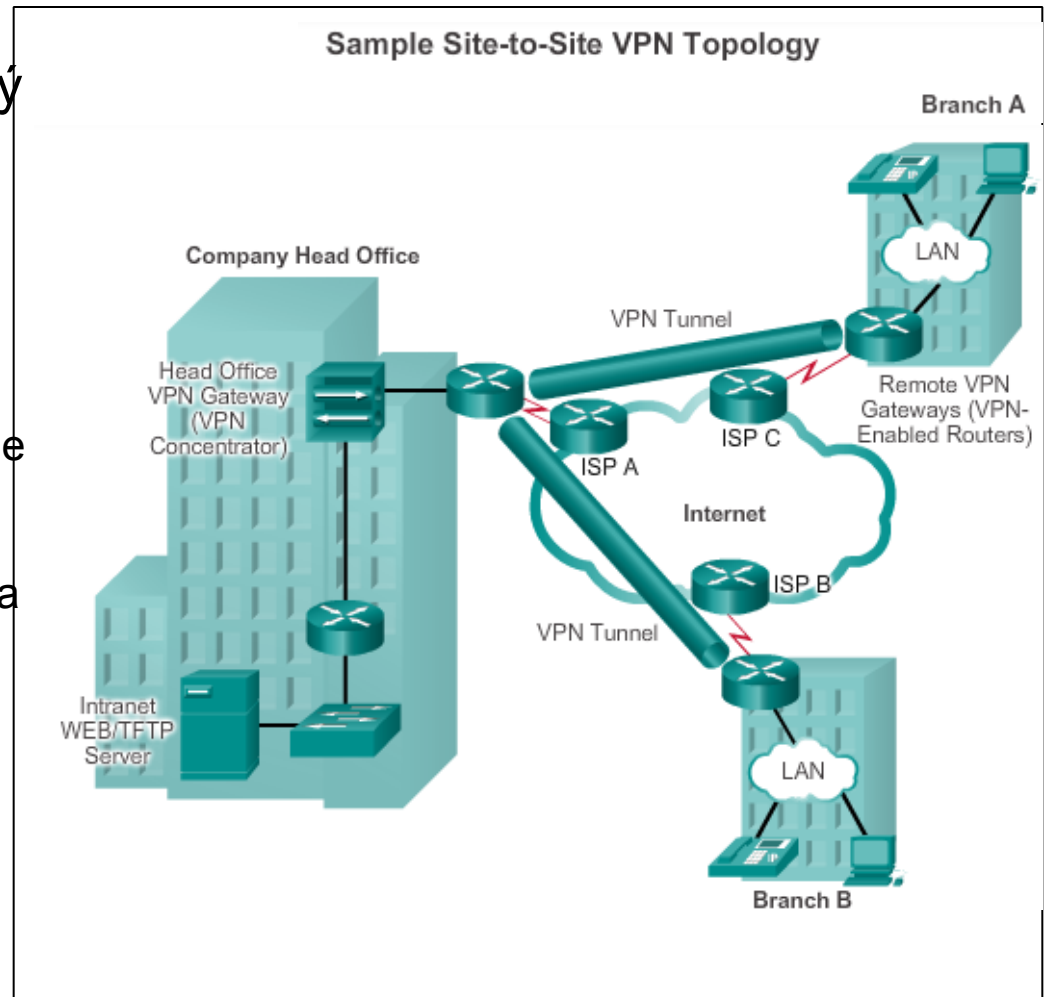 Sample Site-to-Site VPN Topology
ý
Branch A
LAN
Company Head Office
VPN Tunnel
Head Office
VPN Gateway
(VPN
Concentrator)
Remote VPN
Gateways (VPN-
Enabled Routers)
ISP C
ISP A
e
Internet
ISP B
a
VPN Tunnel
Intranet
WEB/TFTP
Server
LAN
Branch B